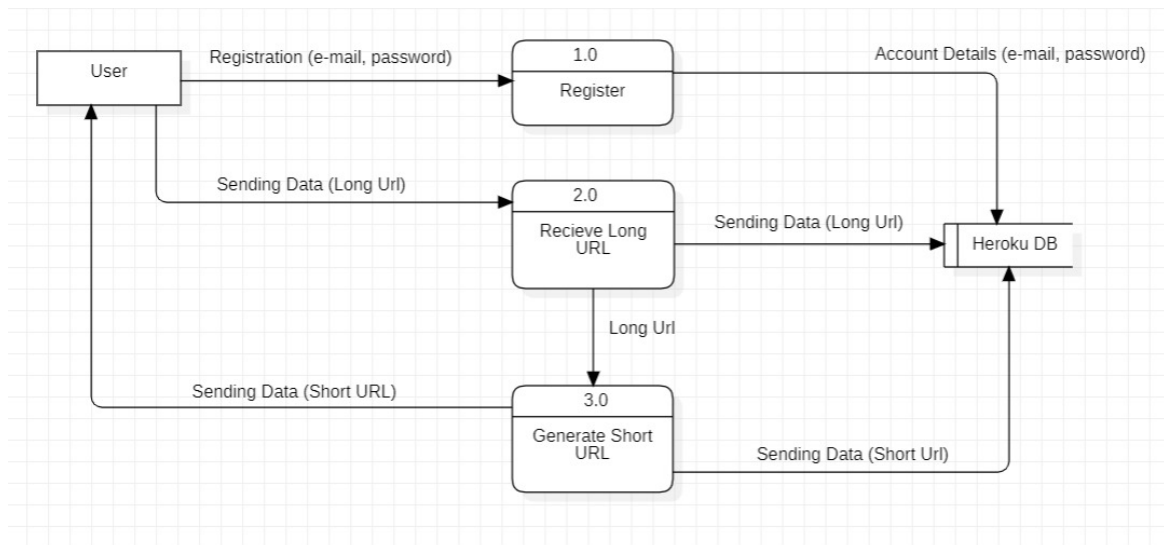 User
Registration (e-mail, password)
1.0
Register
Account Details (e-mail, password)
Sending Data (Long Url)
2.0
Recieve Long
URL
Sending Data (Long Url)
Heroku DB
Long Url
Sending Data (Short URL)
3.0
Generate Short
URL
Sending Data (Short Url)